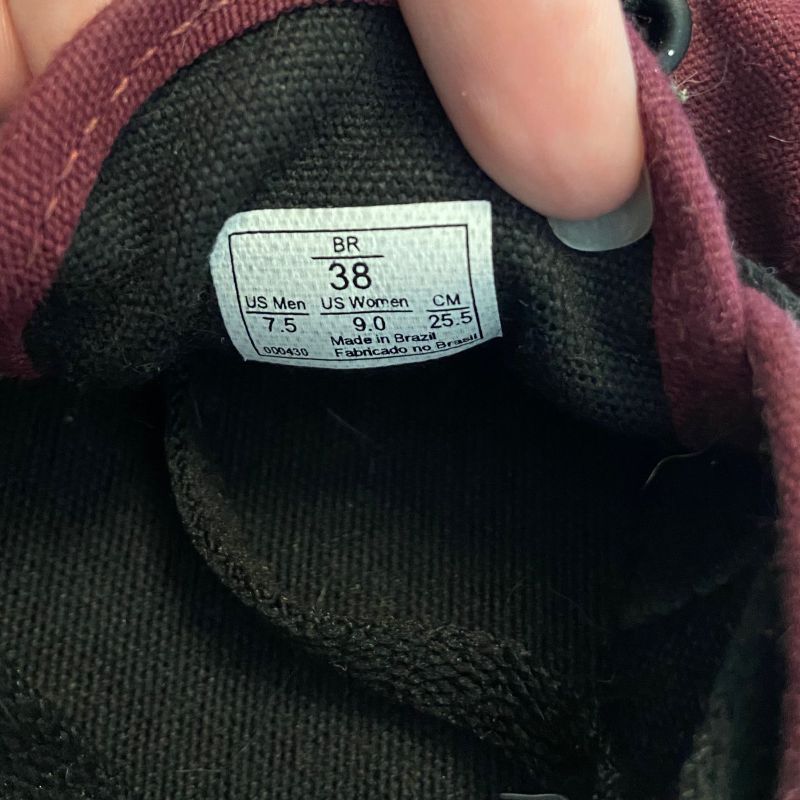 BR
38
US Men US Women CM
7.5 9.0 25.5
Made in Brazil
0D0430 Fabricado no Brasil